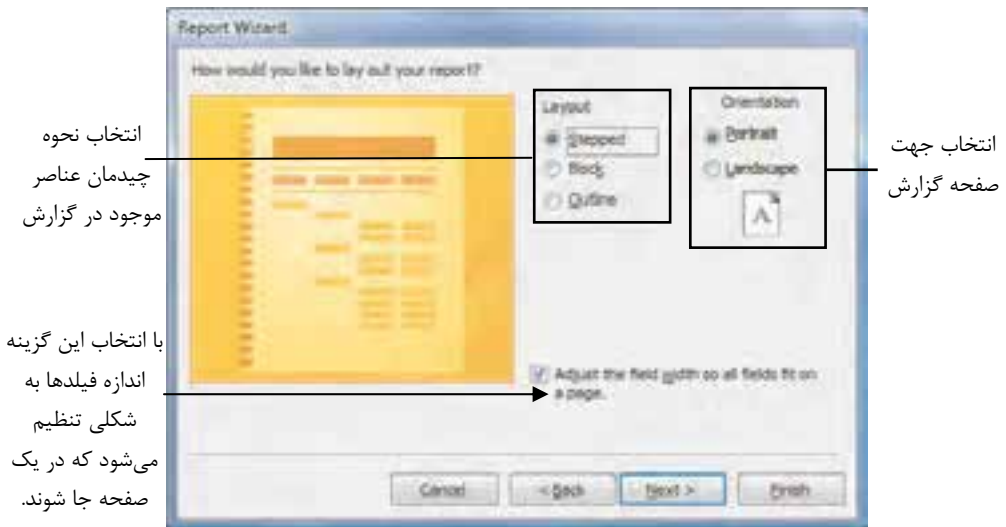 Report Wizard
How would you like to lay out your report?
Layout
Stepped
Block
Outline
Orientation
Portrait
Landscape
A
Adjust the field width so all fields fit on
a page.
Cancel
< Back
Next >
Finish
انتخاب نحوه
چیدمان عناصر
موجود در گزارش
انتخاب جهت
صفحه گزارش
با انتخاب این گزینه
اندازه فیلدها به
شکلی تنظیم
می‌شود که در یک
صفحه جا شوند.